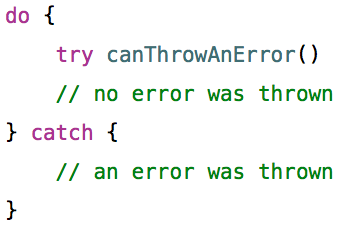 do {
    try canThrowAnError()
    // no error was thrown
} catch {
    // an error was thrown
}